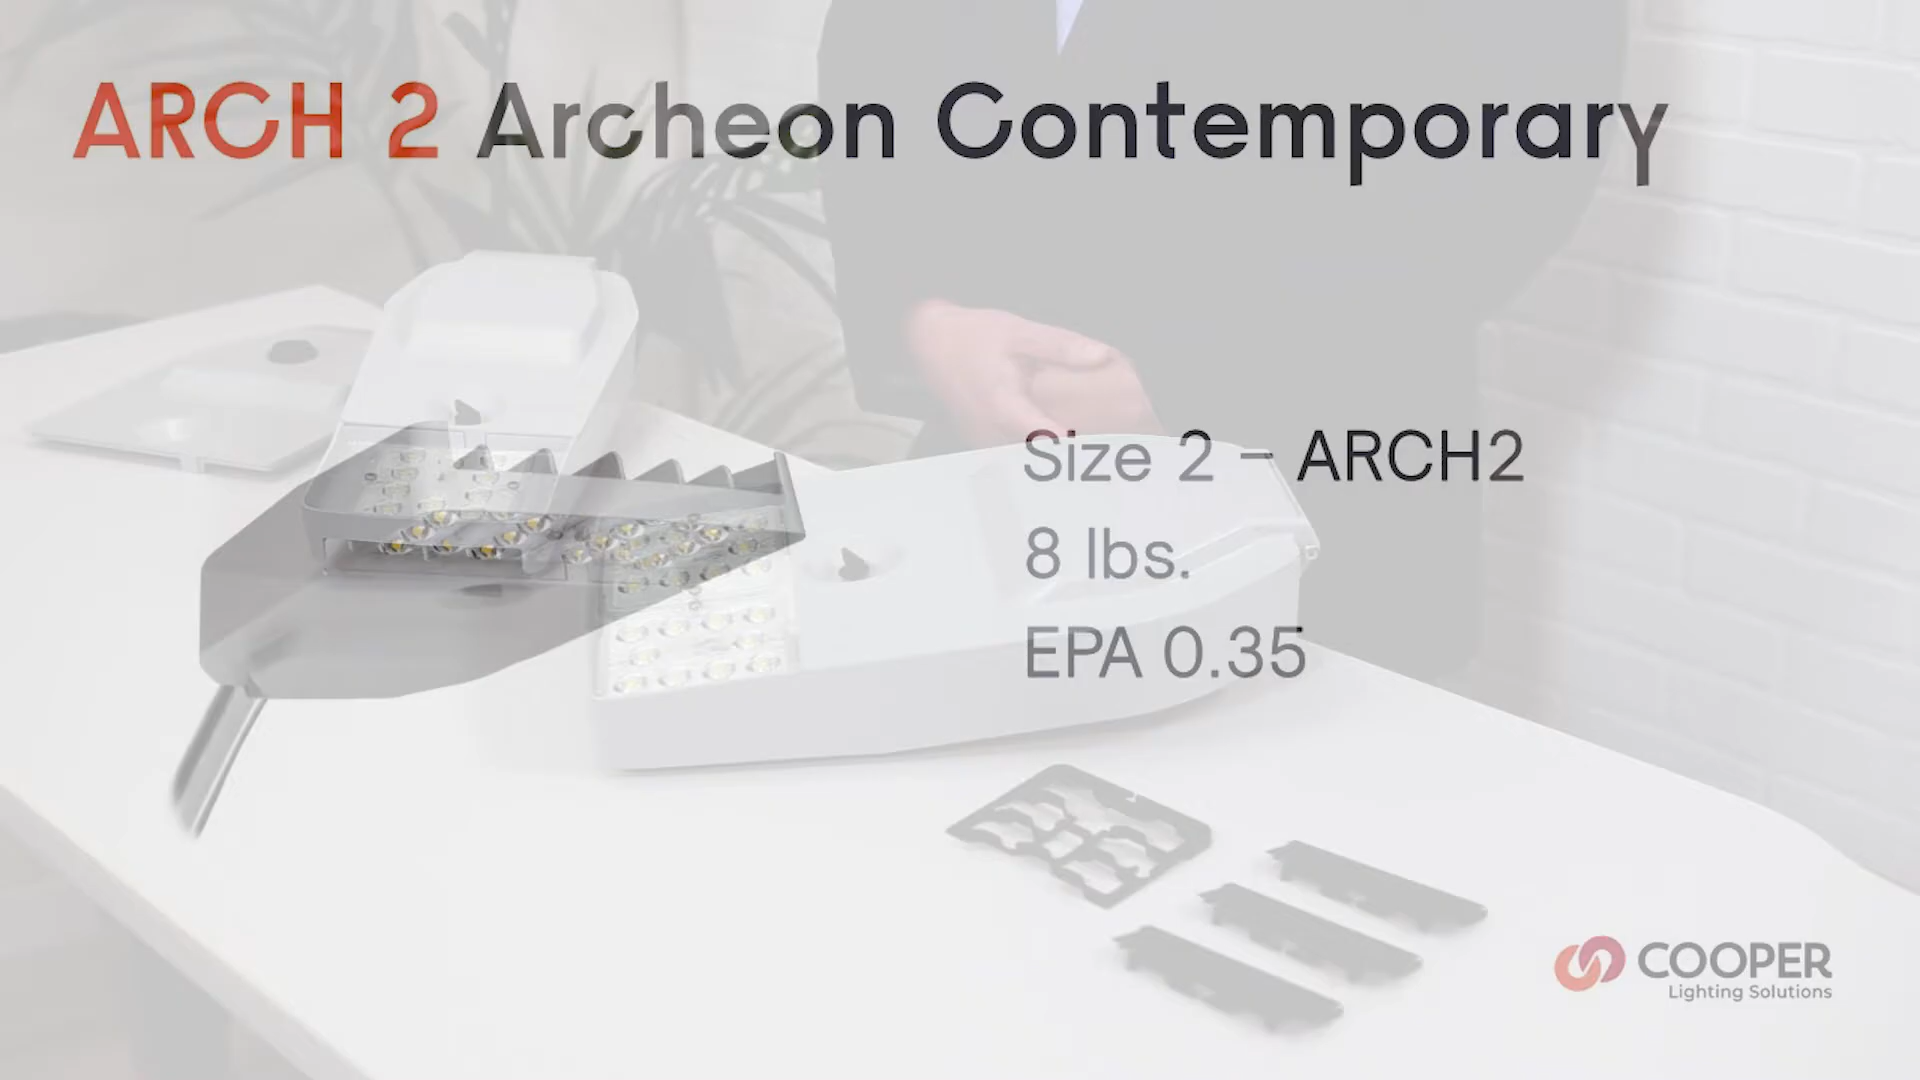 ARCH 2 Archeon Contemporary
Size 2 – ARCH2
8 lbs.
EPA 0.35
COOPER
Lighting Solutions